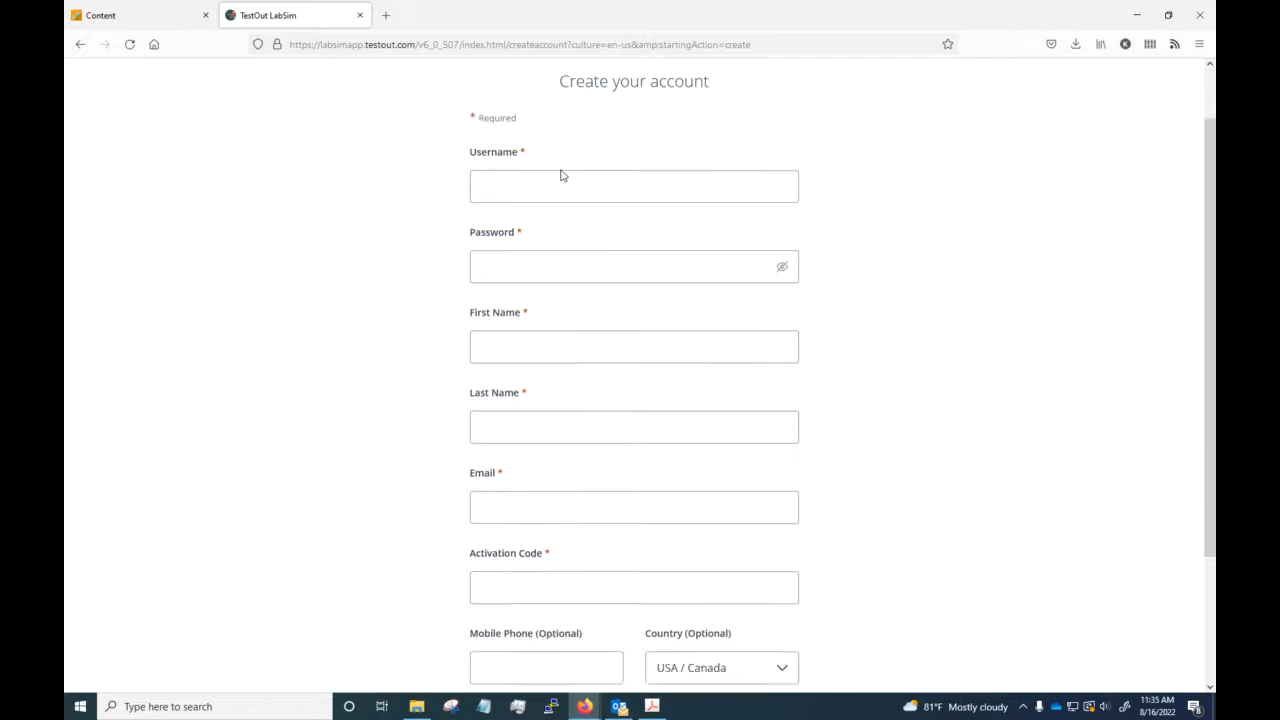 Content
TestOut LabSim
https://labsimapp.testout.com/v6_0_507/index.html/createaccount?culture=en-us&amp;startingAction=create
Create your account
* Required
Username *
Password *
First Name *
Last Name *
Email *
Activation Code *
Mobile Phone (Optional) Country (Optional)
USA / Canada
Type here to search
81°F Mostly cloudy
11:35 AM
8/16/2022